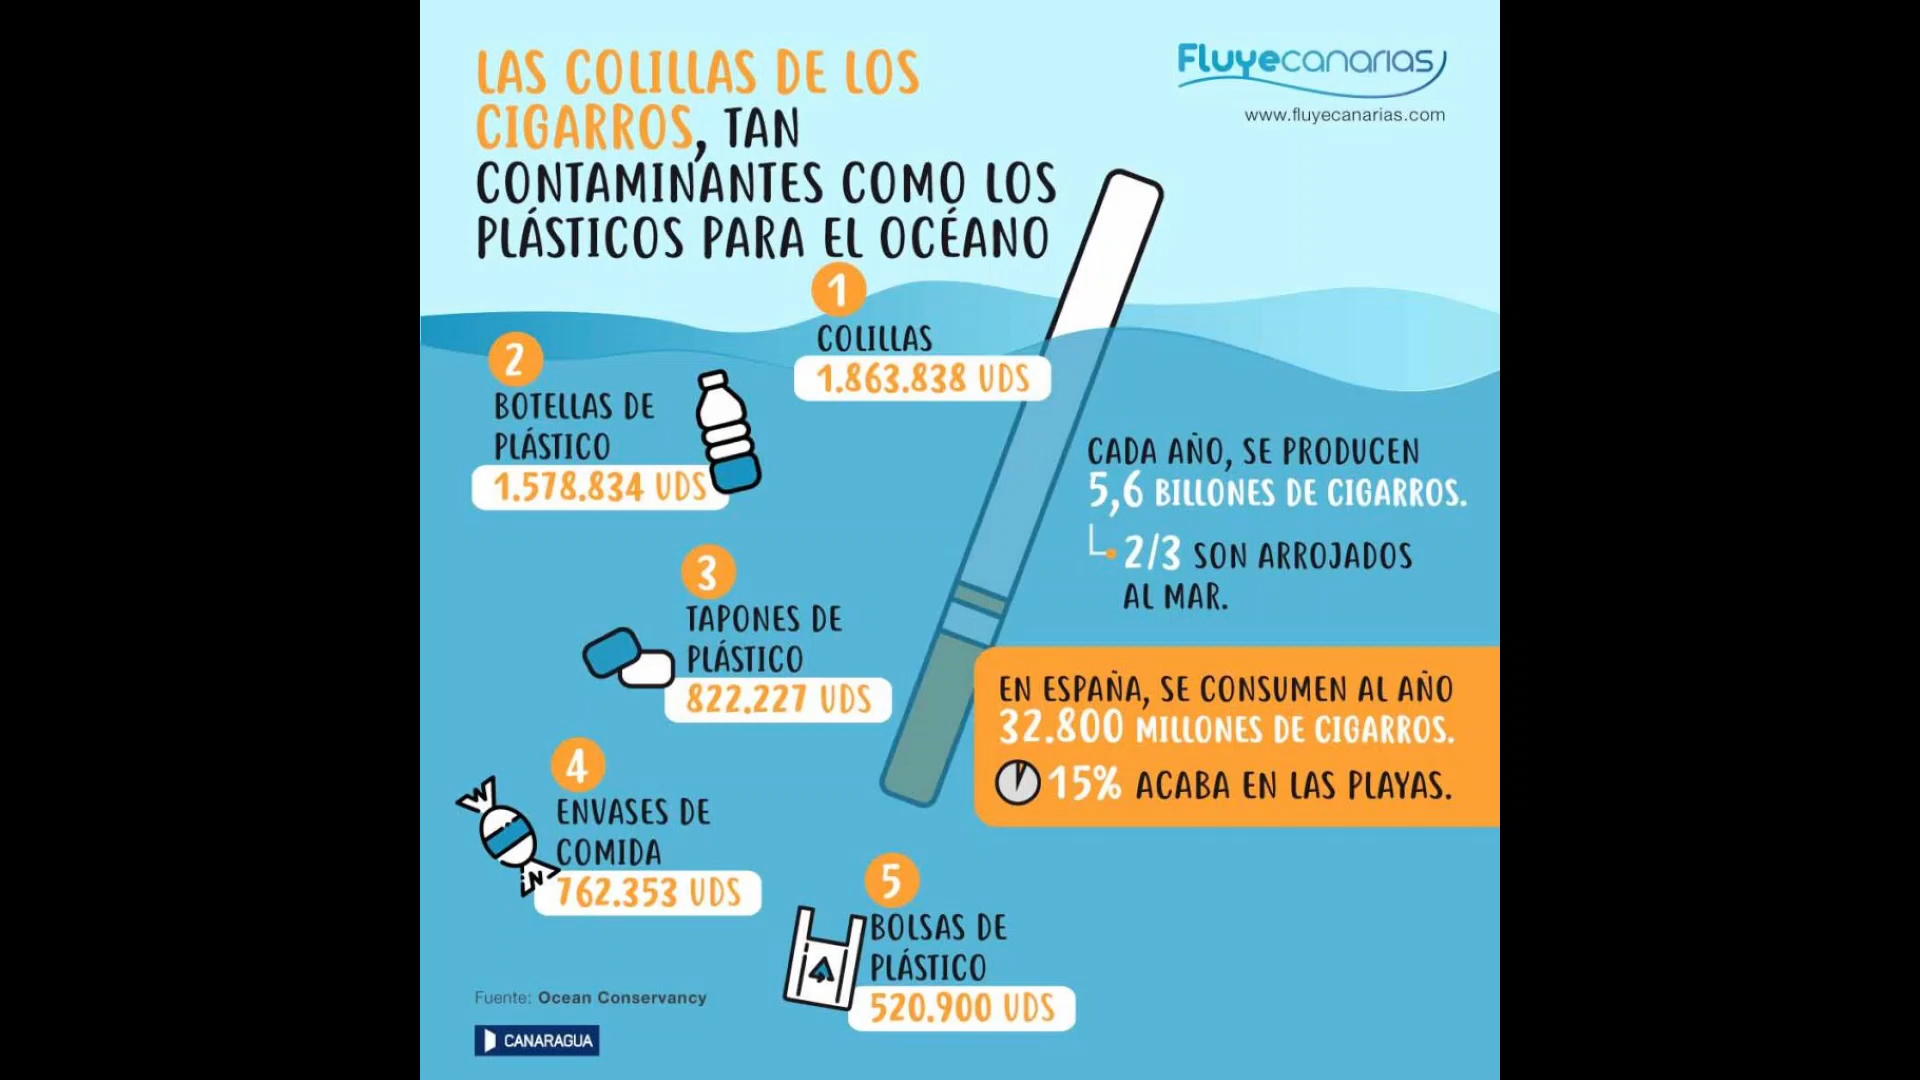 LAS COLILLAS DE LOS
CIGARROS, TAN
CONTAMINANTES COMO LOS
PLÁSTICOS PARA EL OCÉANO
Fluyecanarias
www.fluyecanarias.com
1
COLILLAS
1.863.838 UDS
2
BOTELLAS DE
PLÁSTICO
1.578.834 UDS
CADA AÑO, SE PRODUCEN
5,6 BILLONES DE CIGARROS.
2/3 SON ARROJADOS
AL MAR.
3
TAPONES DE
PLÁSTICO
822.227 UDS
EN ESPAÑA, SE CONSUMEN AL AÑO
32.800 MILLONES DE CIGARROS.
15% ACABA EN LAS PLAYAS.
4
ENVASES DE
COMIDA
762.353 UDS
5
BOLSAS DE
PLÁSTICO
520.900 UDS
Fuente: Ocean Conservancy
CANARAGUA